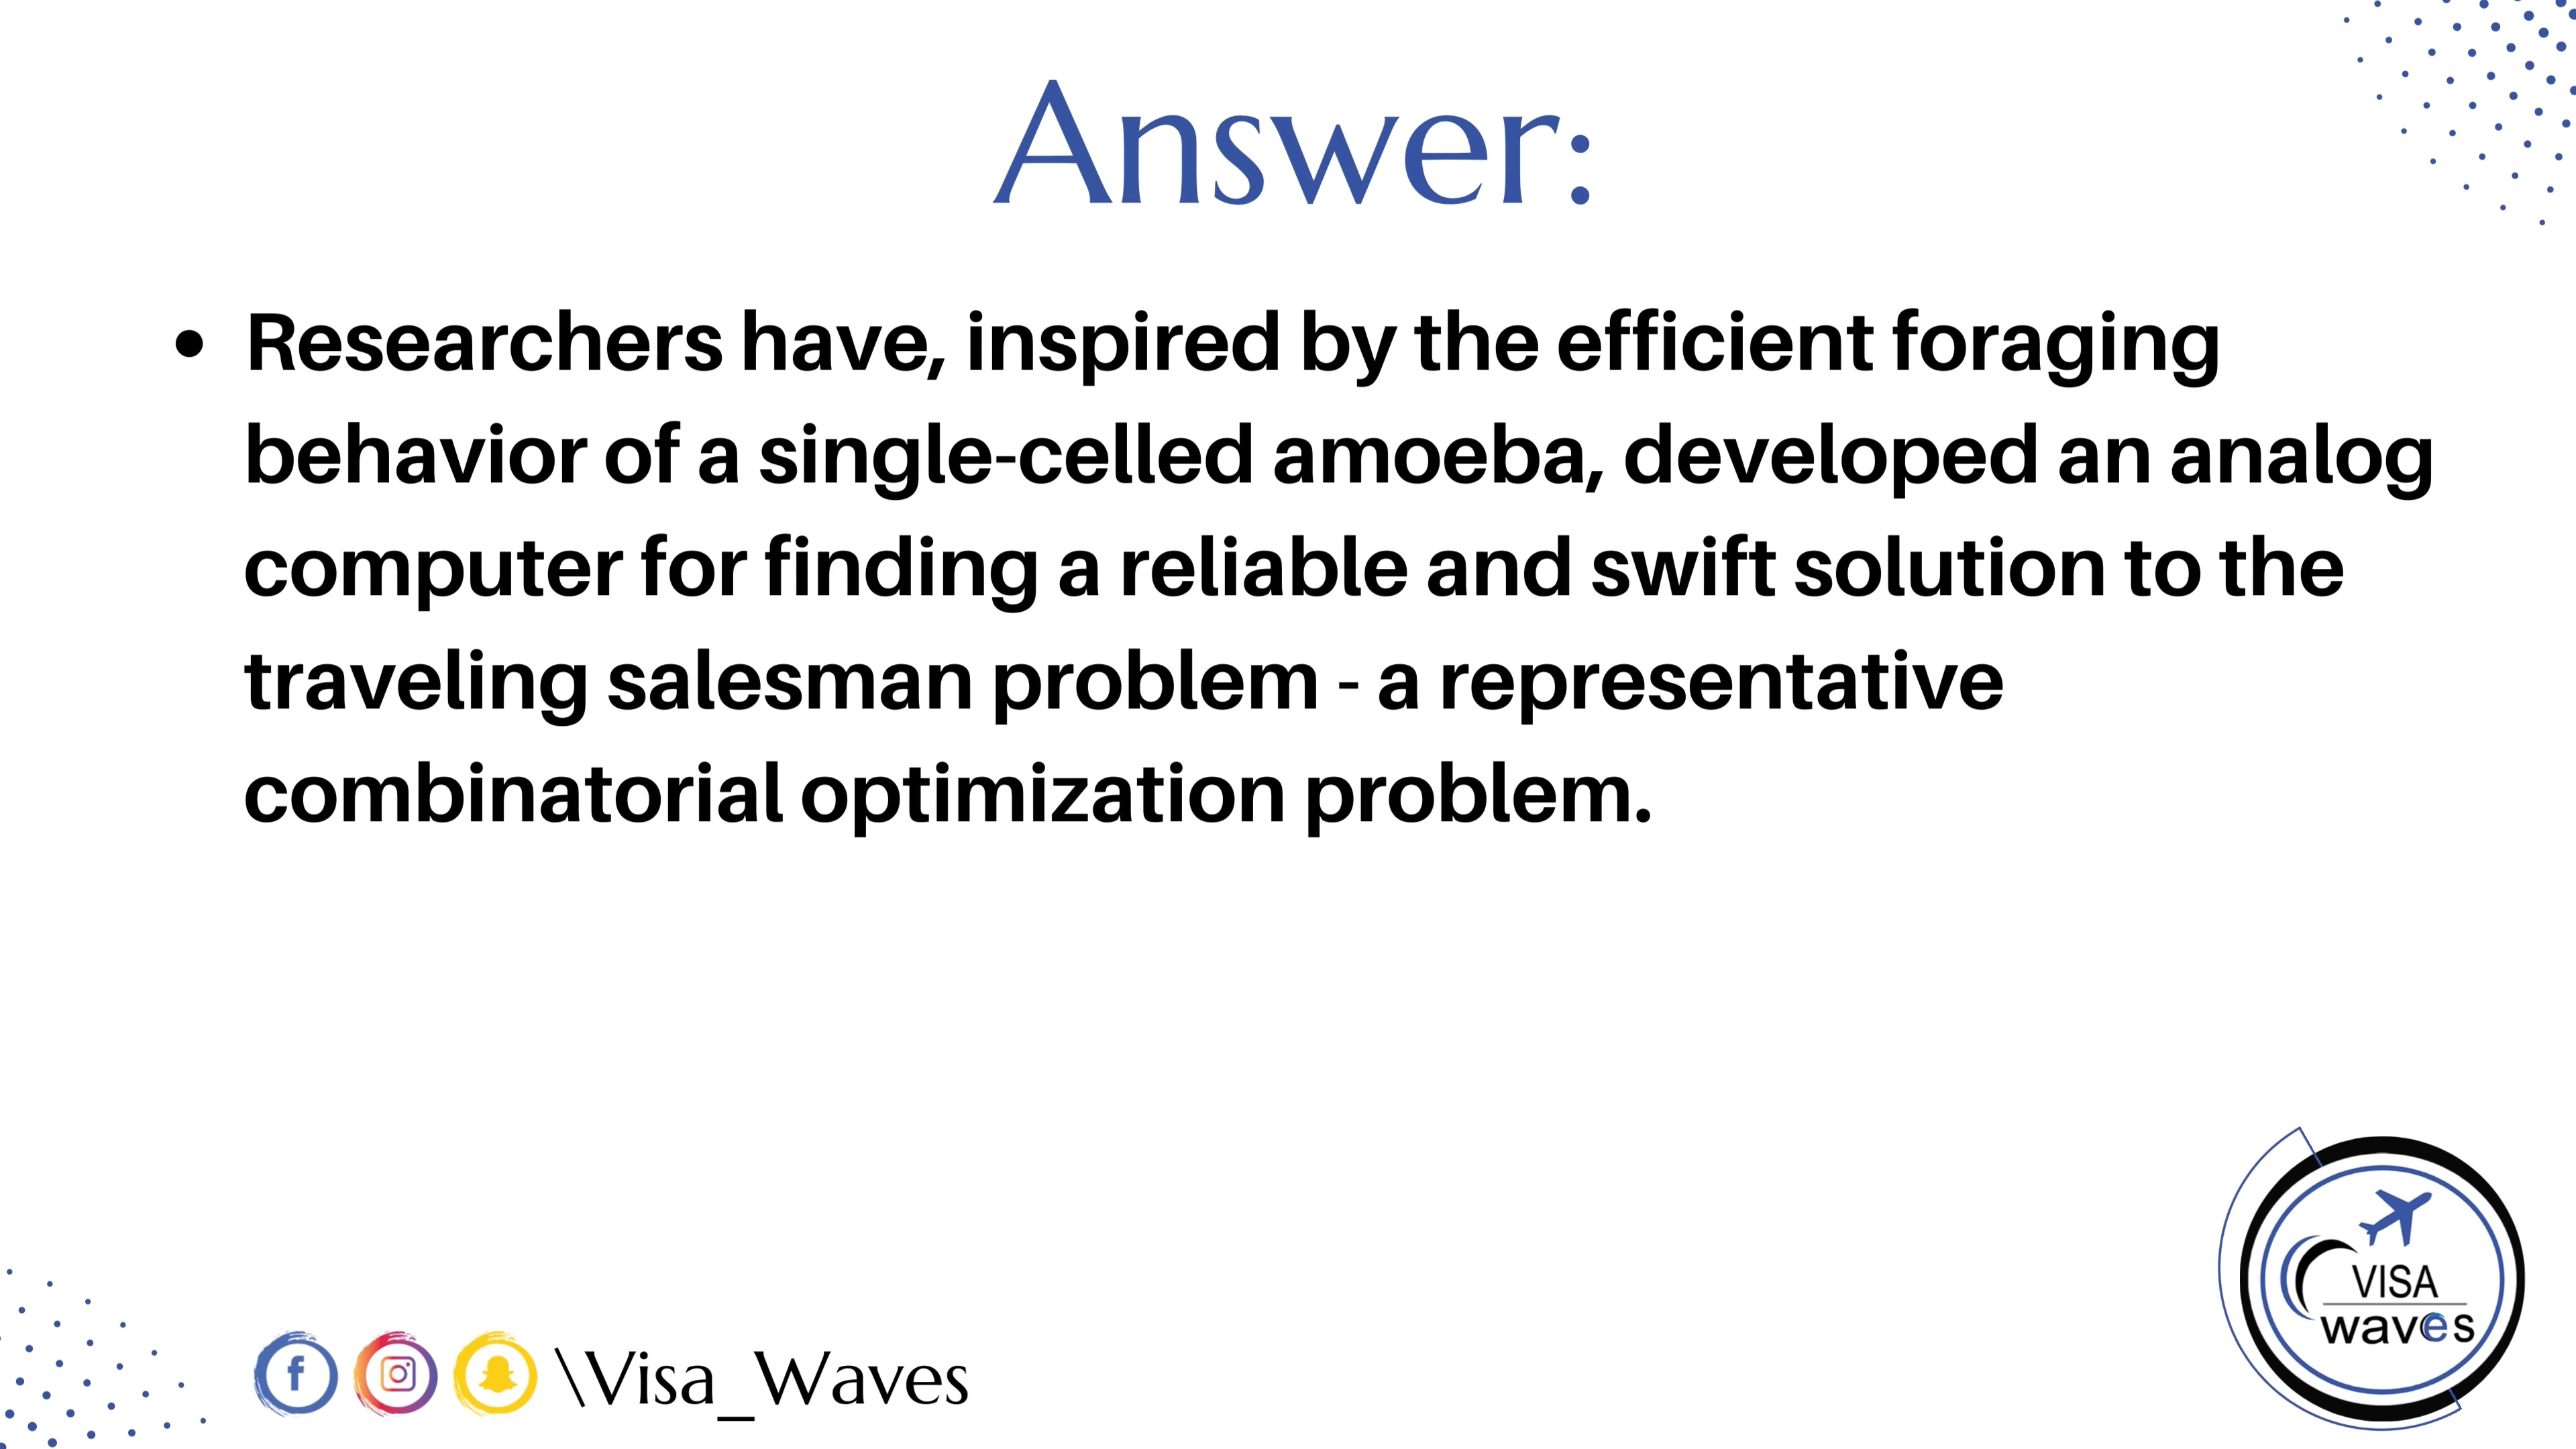 Answer:
• Researchers have, inspired by the efficient foraging
behavior of a single-celled amoeba, developed an analog
computer for finding a reliable and swift solution to the
traveling salesman problem - a representative
combinatorial optimization problem.
VISA
waves
\Visa_Waves